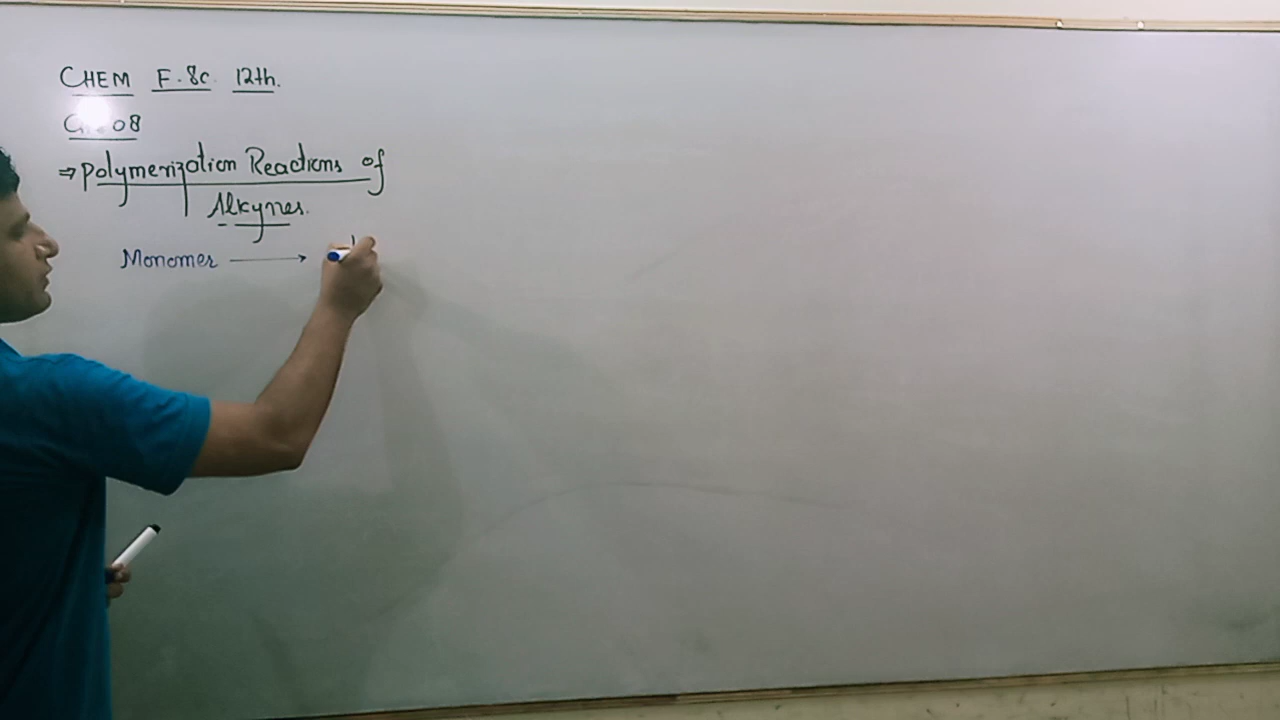 CHEM F.Sc 12th.
08
⇒ Polymerization Reactions of
Alkynes.
Monomer ⟶